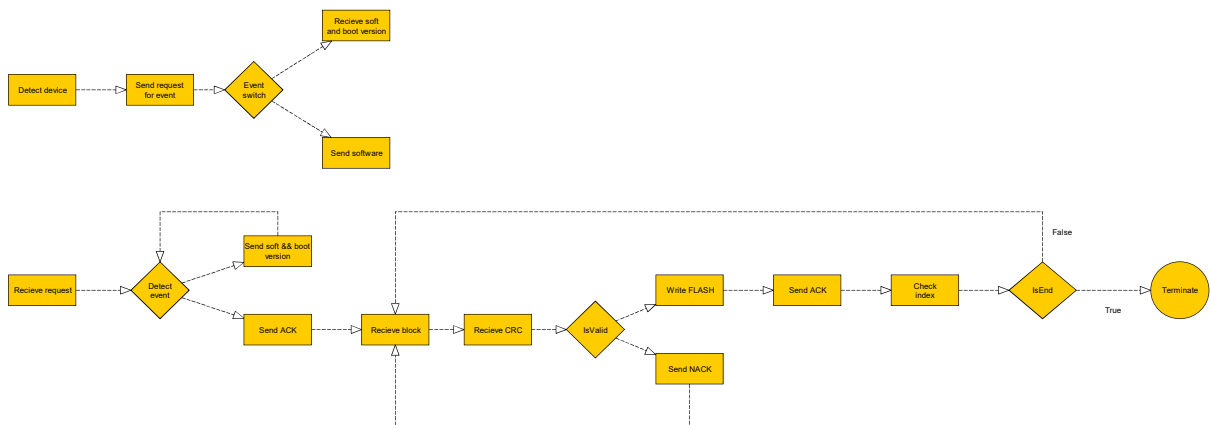 Recieve soft
and boot version
Detect device
Send request
for event
Event
switch
Send software
False
Send soft && boot
version
Recieve request
Detect
event
Write FLASH
Send ACK
Check
index
IsEnd
Terminate
True
Send ACK
Recieve block
Recieve CRC
IsValid
Send NACK